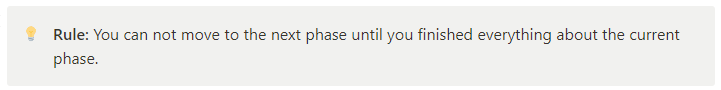 Rule: You can not move to the next phase until you finished everything about the current
phase.